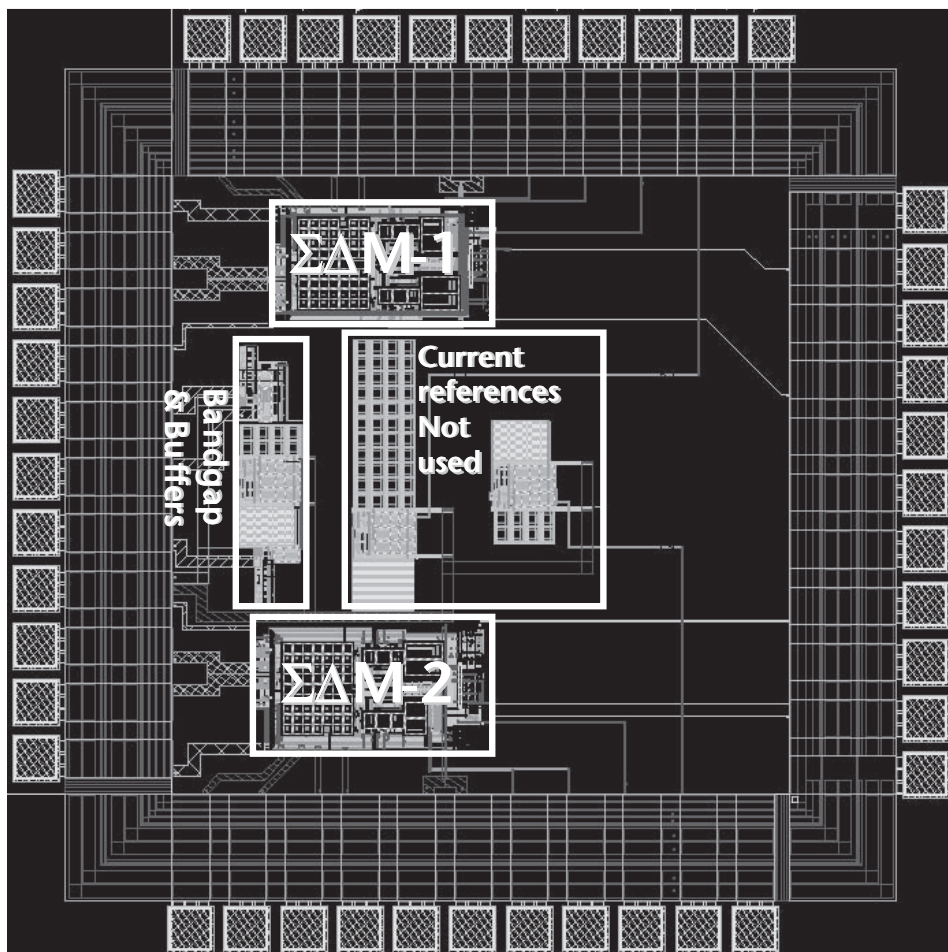 ΣΔM-1
Current
references
Not
used
Bandgap
& Buffers
ΣΔM-2